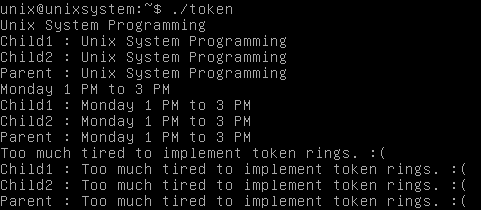 unix@unixsystem:~$ ./token
Unix System Programming
Child1 : Unix System Programming
Child2 : Unix System Programming
Parent : Unix System Programming
Monday 1 PM to 3 PM
Child1 : Monday 1 PM to 3 PM
Child2 : Monday 1 PM to 3 PM
Parent : Monday 1 PM to 3 PM
Too much tired to implement token rings. :(
Child1 : Too much tired to implement token rings. :(
Child2 : Too much tired to implement token rings. :(
Parent : Too much tired to implement token rings. :(